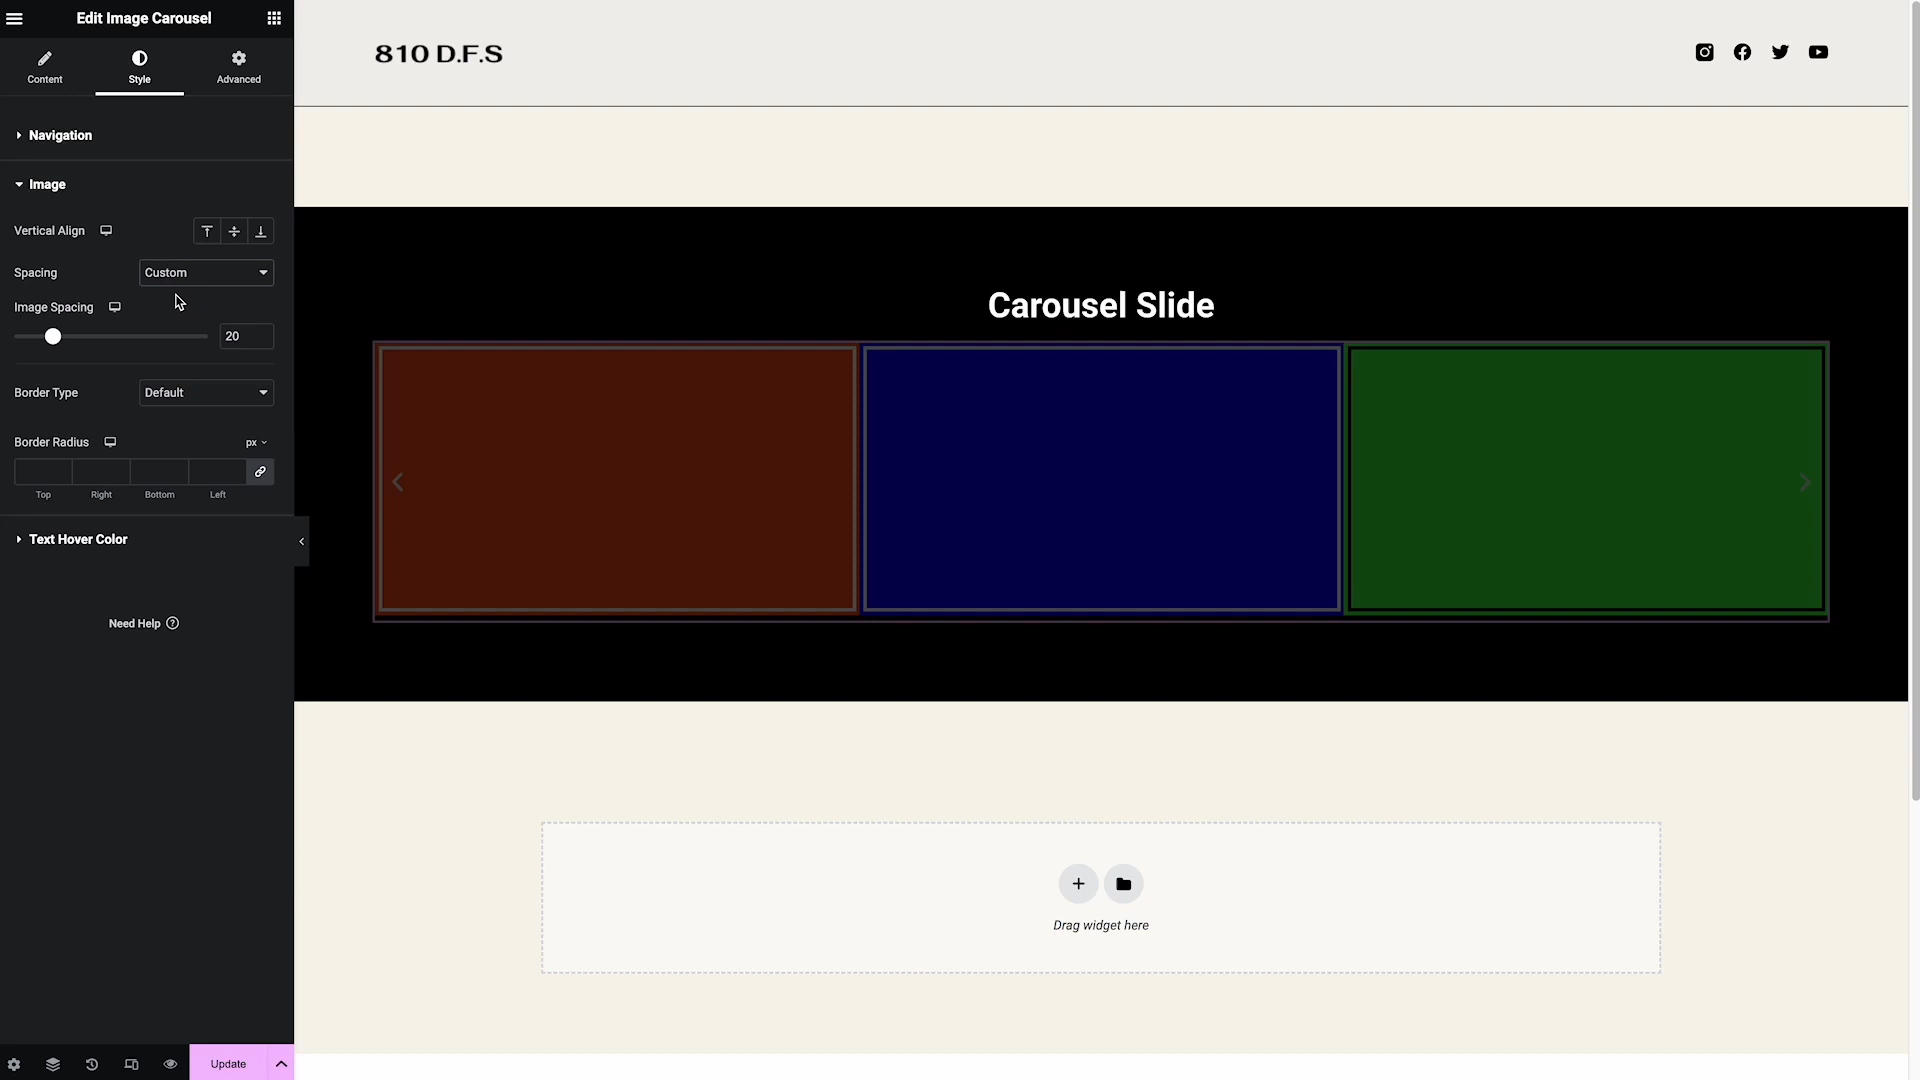 Edit Image Carousel
Content
Style
Advanced
Navigation
Image
Vertical Align
Spacing
Custom
Image Spacing
20
Border Type
Default
Border Radius
px
Top
Right
Bottom
Left
Text Hover Color
Need Help ?
Update
810 D.F.S
Carousel Slide
Drag widget here